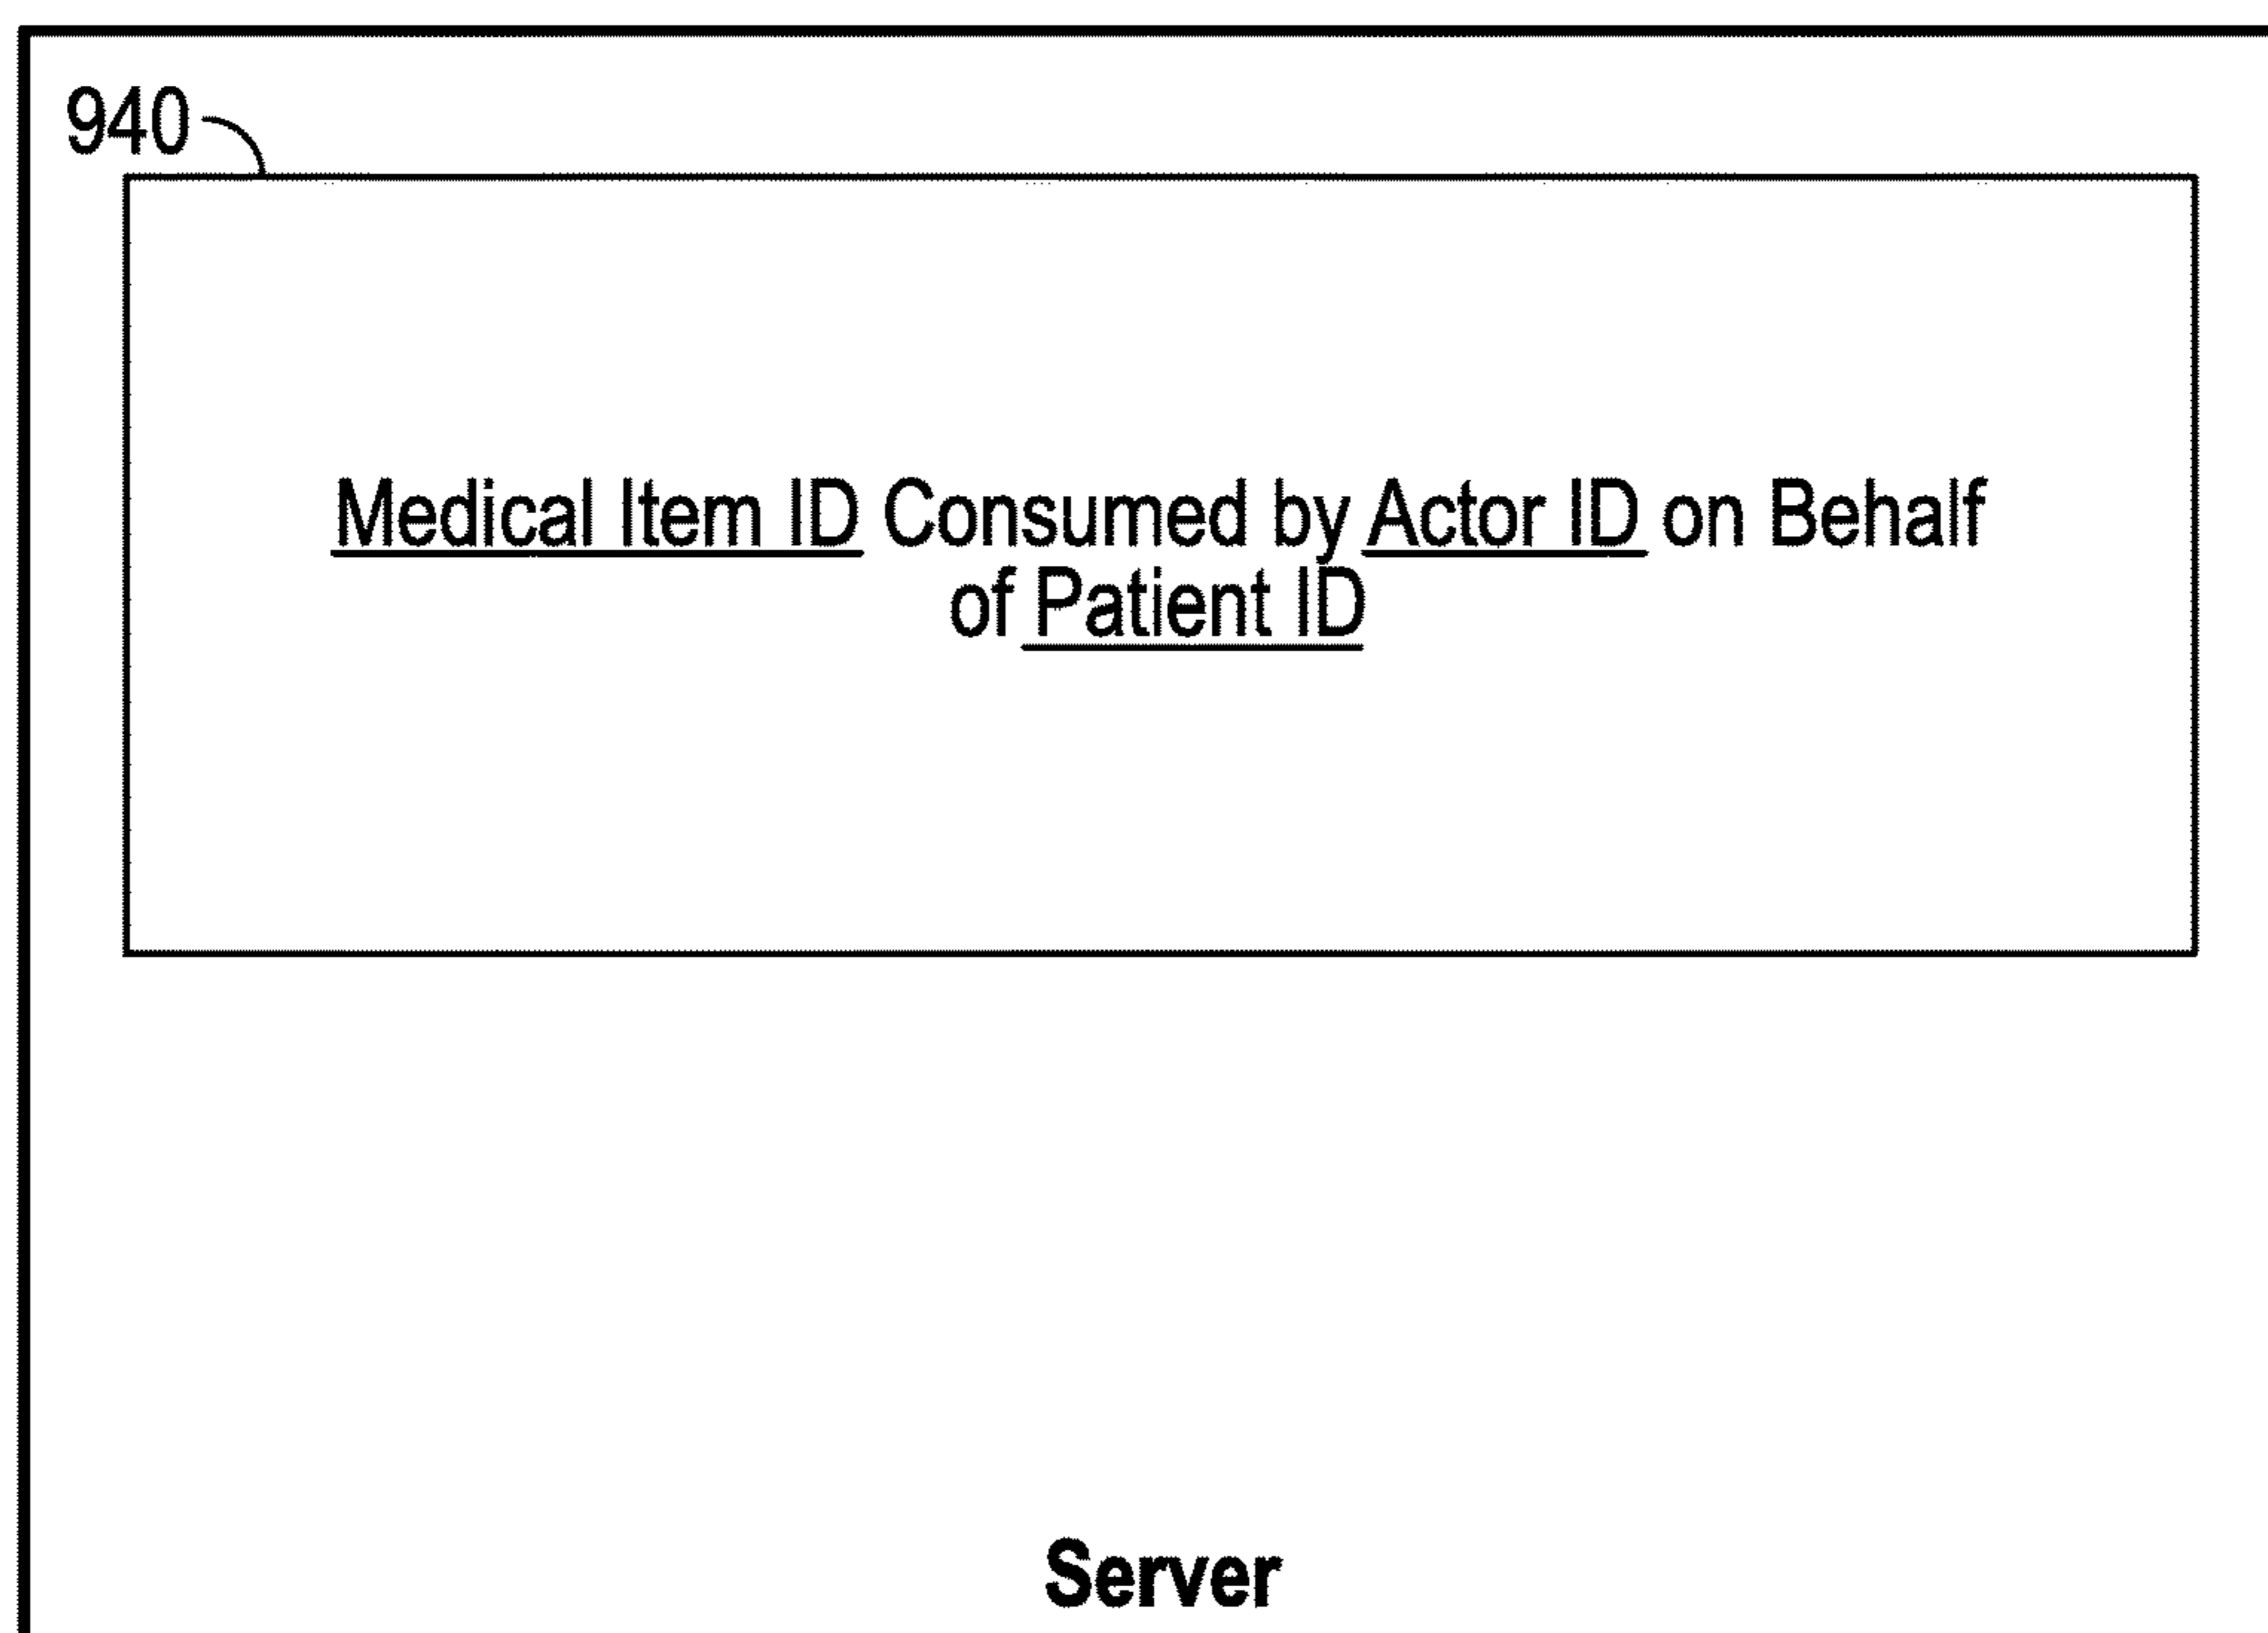 940
Medical Item ID Consumed by Actor ID on Behalf
of Patient ID
Server